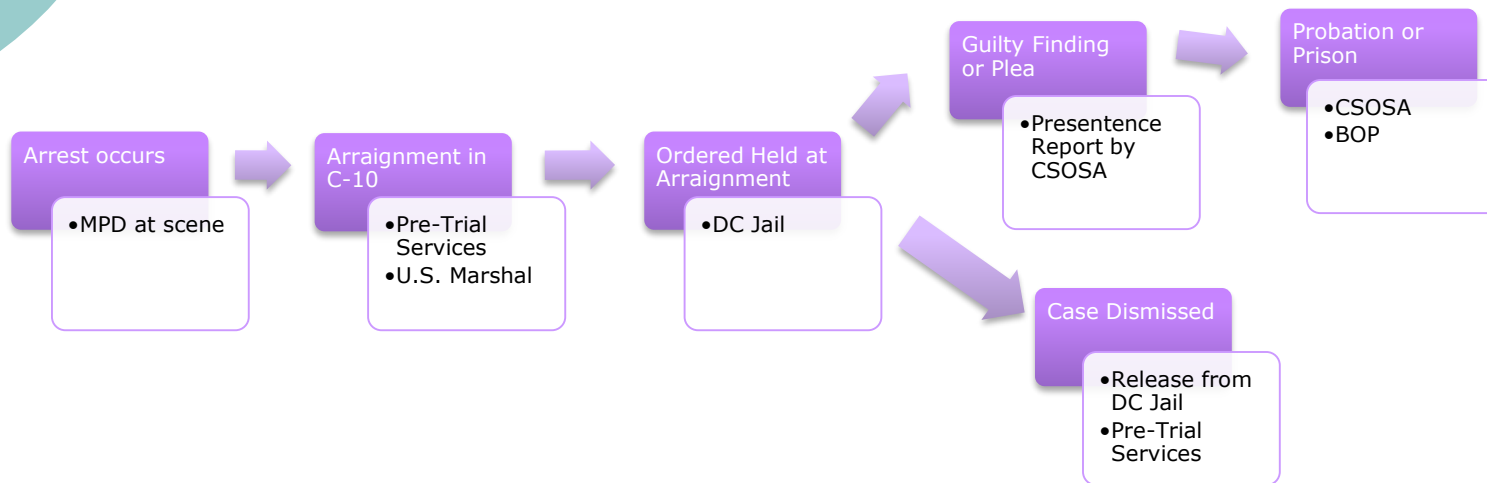 Arrest occurs
•MPD at scene
Arraignment in
C-10
•Pre-Trial
Services
•U.S. Marshal
Ordered Held at
Arraignment
•DC Jail
Guilty Finding
or Plea
•Presentence
Report by
CSOSA
Probation or
Prison
•CSOSA
•BOP
Case Dismissed
•Release from
DC Jail
•Pre-Trial
Services